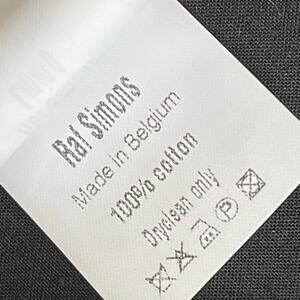 Raf Simons
Made in Belgium
100% cotton
Dryclean only
P